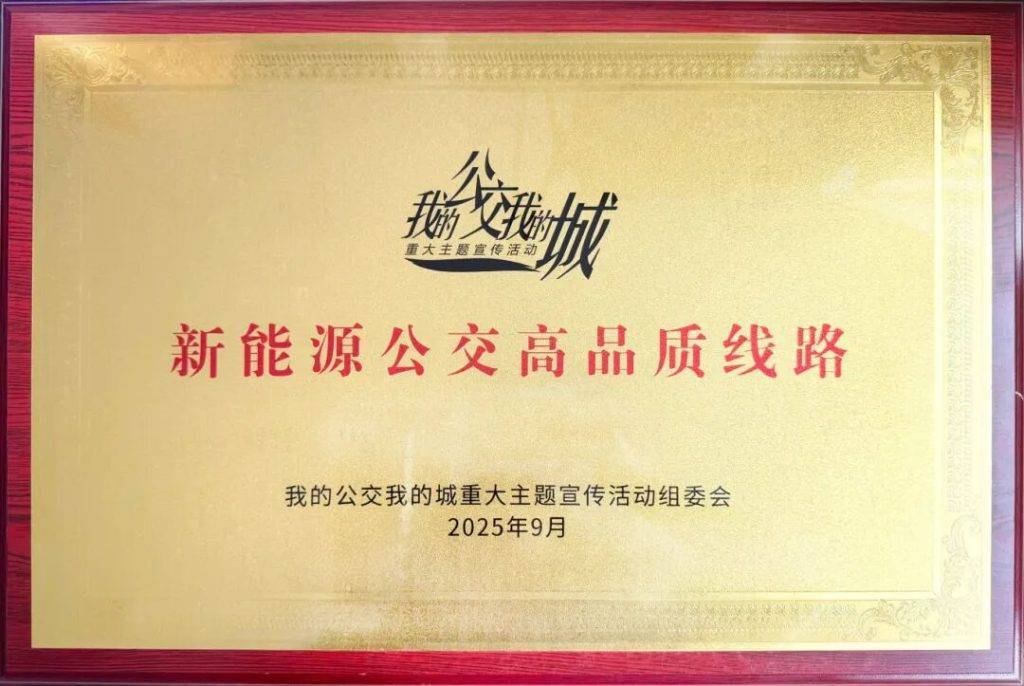 我的公交我的城
重大主题宣传活动
新能源公交高品质线路
我的公交我的城重大主题宣传活动组委会
2025年9月